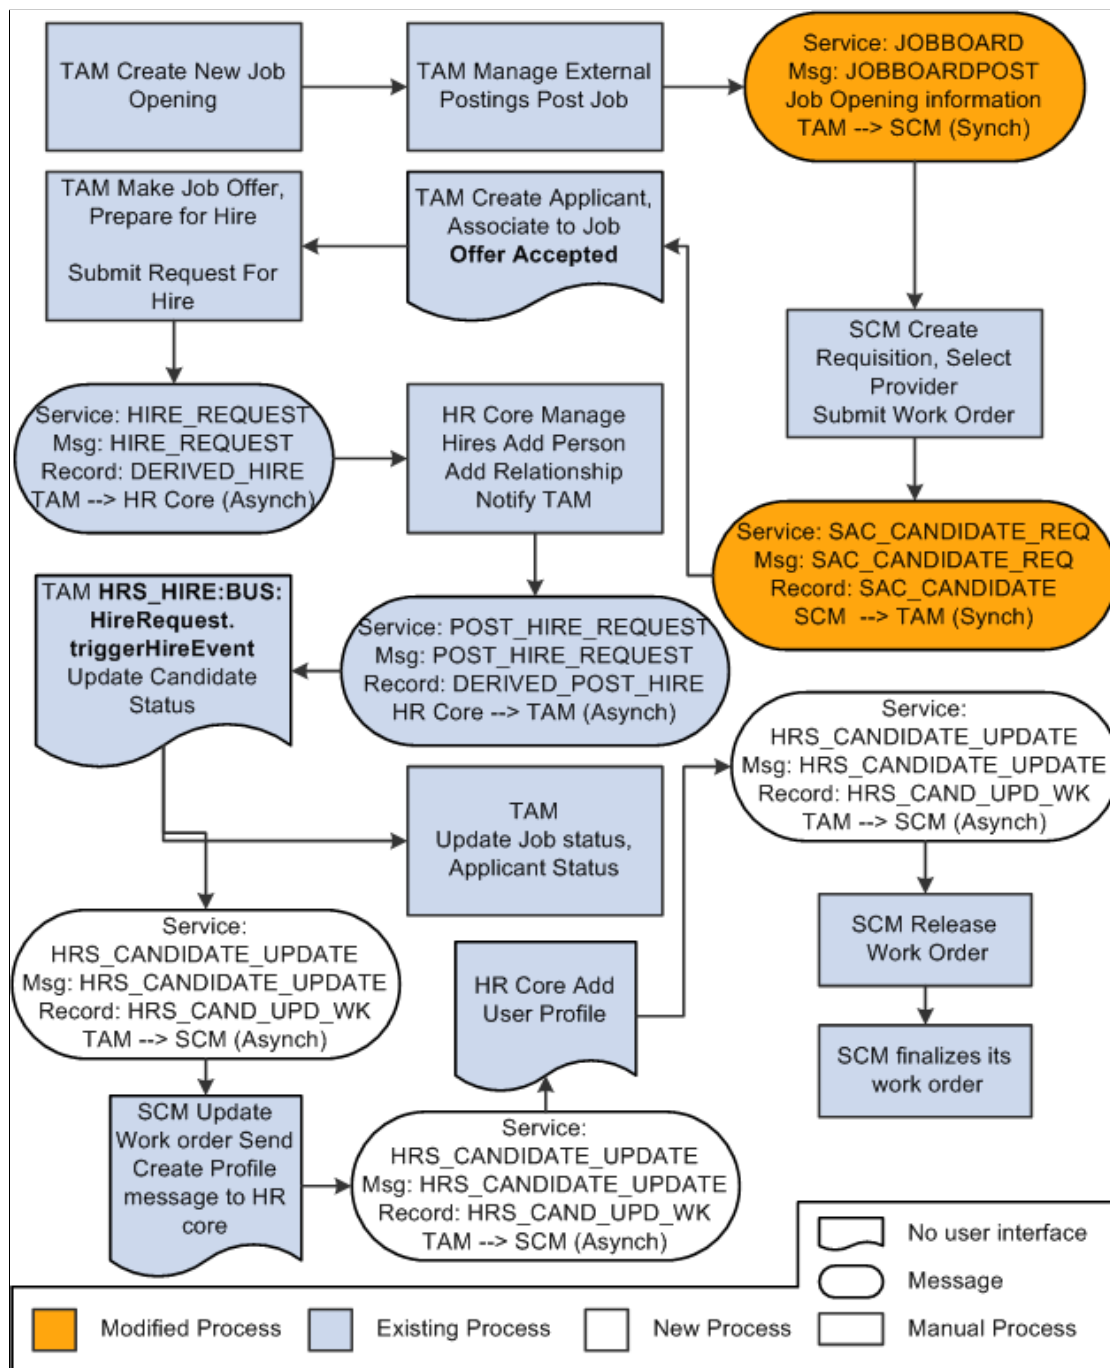 TAM Create New Job
Opening
TAM Manage External
Postings Post Job
Service: JOBBOARD
Msg: JOBBOARDPOST
Job Opening information
TAM --> SCM (Synch)
TAM Make Job Offer,
Prepare for Hire
Submit Request For
Hire
TAM Create Applicant,
Associate to Job
Offer Accepted
SCM Create
Requisition, Select
Provider
Submit Work Order
Service: HIRE_REQUEST
Msg: HIRE_REQUEST
Record: DERIVED_HIRE
TAM --> HR Core (Asynch)
HR Core Manage
Hires Add Person
Add Relationship
Notify TAM
Service: SAC_CANDIDATE_REQ
Msg: SAC_CANDIDATE_REQ
Record: SAC_CANDIDATE
SCM --> TAM (Synch)
TAM HRS_HIRE:BUS:
HireRequest.
triggerHireEvent
Update Candidate
Status
Service: POST_HIRE_REQUEST
Msg: POST_HIRE_REQUEST
Record: DERIVED_POST_HIRE
HR Core --> TAM (Asynch)
Service:
HRS_CANDIDATE_UPDATE
Msg: HRS_CANDIDATE_UPDATE
Record: HRS_CAND_UPD_WK
TAM --> SCM (Asynch)
TAM
Update Job status,
Applicant Status
Service:
HRS_CANDIDATE_UPDATE
Msg: HRS_CANDIDATE_UPDATE
Record: HRS_CAND_UPD_WK
TAM --> SCM (Asynch)
HR Core Add
User Profile
SCM Release
Work Order
SCM finalizes its
work order
SCM Update
Work order Send
Create Profile
message to HR
core
Service:
HRS_CANDIDATE_UPDATE
Msg: HRS_CANDIDATE_UPDATE
Record: HRS_CAND_UPD_WK
TAM --> SCM (Asynch)
No user interface
Message
Modified Process
Existing Process
New Process
Manual Process